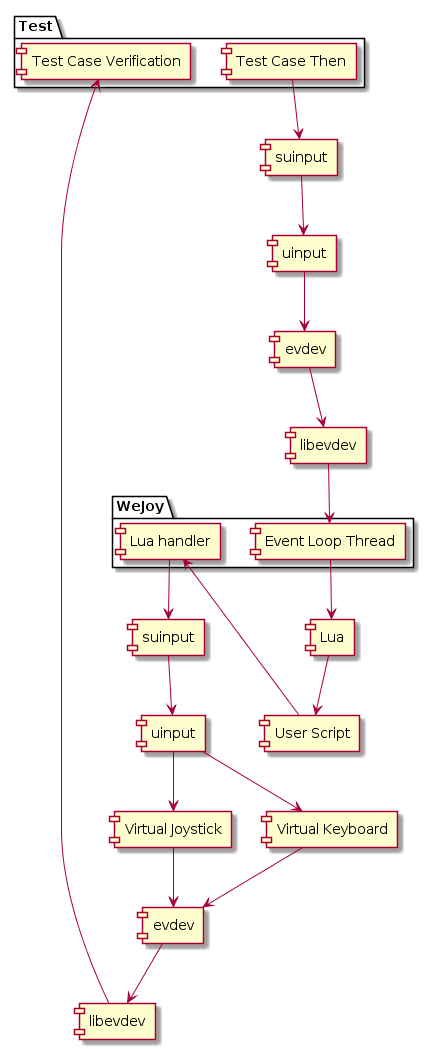 Test
Test Case Verification
Test Case Then
suinput
uinput
evdev
libevdev
WeJoy
Lua handler
Event Loop Thread
suinput
Lua
uinput
User Script
Virtual Joystick
Virtual Keyboard
evdev
libevdev